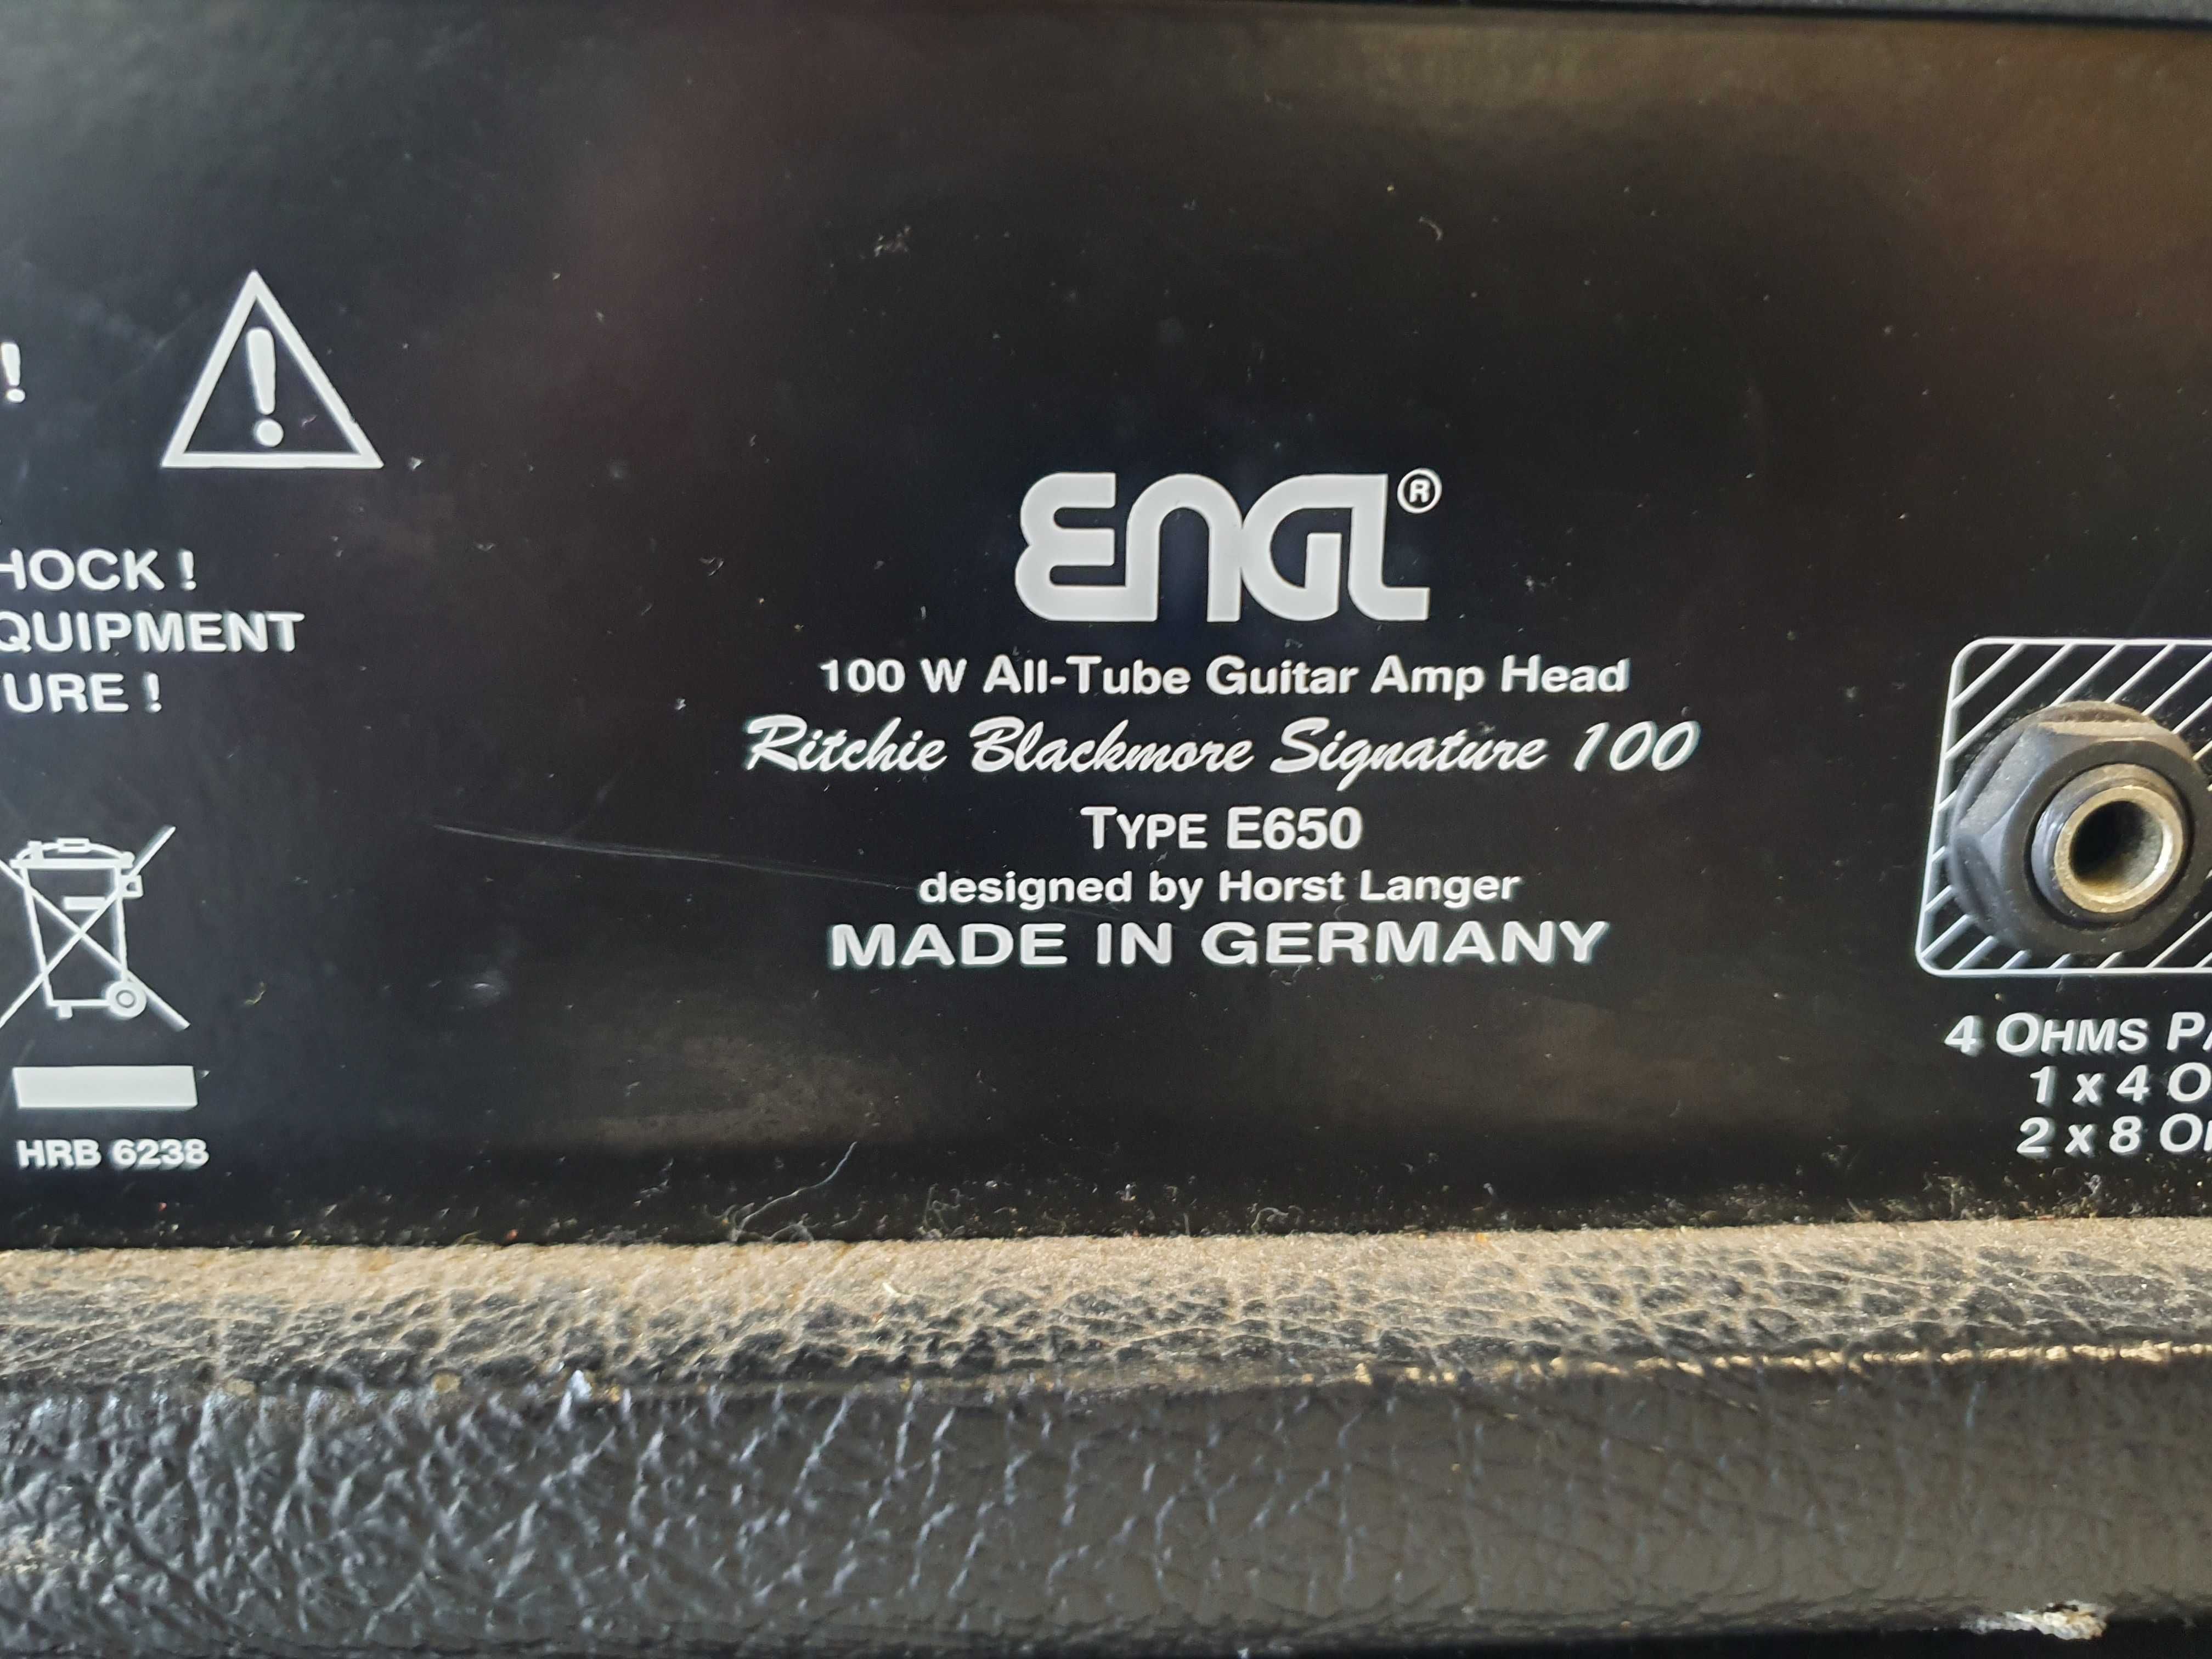 !
!
HOCK !
QUIPMENT
URE !
HRB 6238
ENGL®
100 W All-Tube Guitar Amp Head
Ritchie Blackmore Signature 100
TYPE E650
designed by Horst Langer
MADE IN GERMANY
4 OHMS P
1 x 4 O
2 x 8 O